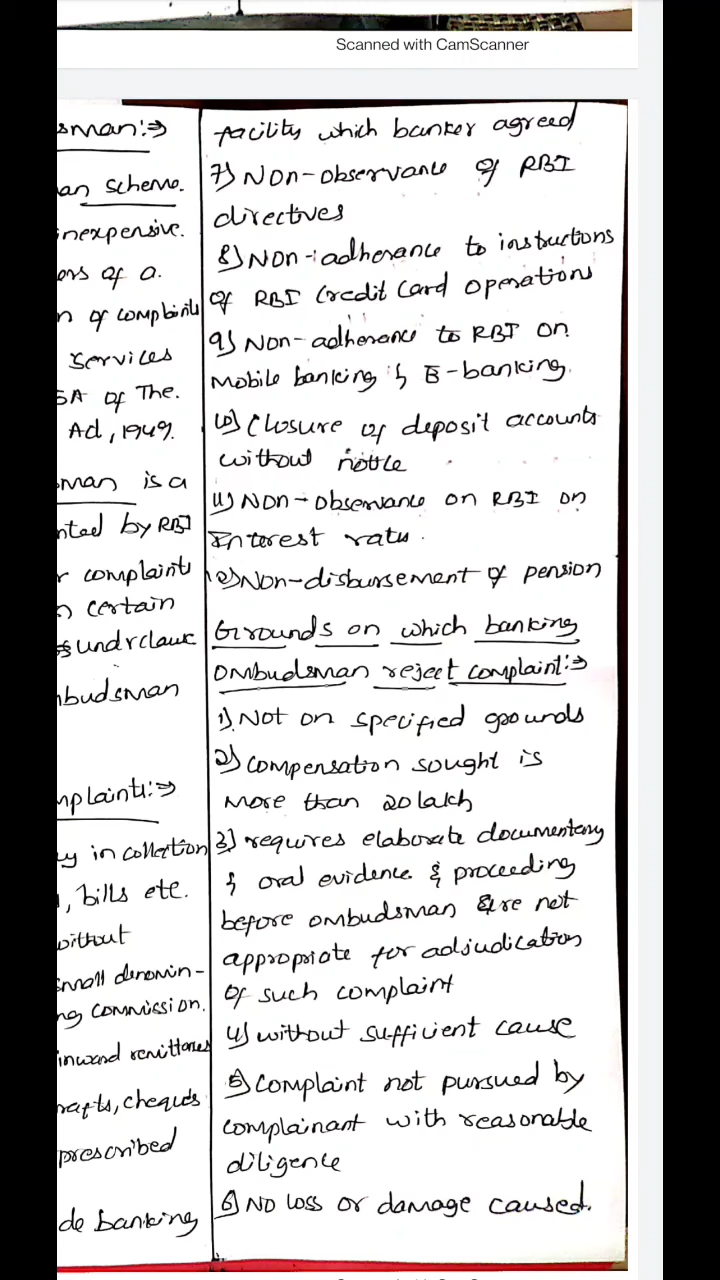 Scanned with CamScanner
sman:⇒
an scheme.
inexpensive.
ers of a.
n of complaints
services
5A of The.
Act, 1949.
man is a
nted by RBI
r complaints
certain
undrclause
budsman
mplaints:⇒
cy in collection
, bills etc.
without
small denomin-
ng commission.
inward remittances
rafts, cheques
prescribed
de banking
facility which banker agreed
7) Non-observance of RBI
directives
8) Non-adherance to instructions
of RBI Credit Card operations
9) Non-adherance to RBI on
Mobile banking & E-banking.
10) Closure of deposit accounts
without notice
11) Non-observance on RBI on
Interest rates.
12) Non-disbursement of pension
Grounds on which banking
ombudsman reject complaint:⇒
1) Not on specified grounds
2) compensation sought is
more than 20 lakh
3) requires elaborate documentary
& oral evidence & proceeding
before ombudsman are not
appropriate for adjudication
of such complaint
4) without sufficient cause
5) Complaint not pursued by
complainant with reasonable
diligence
6) No loss or damage caused.